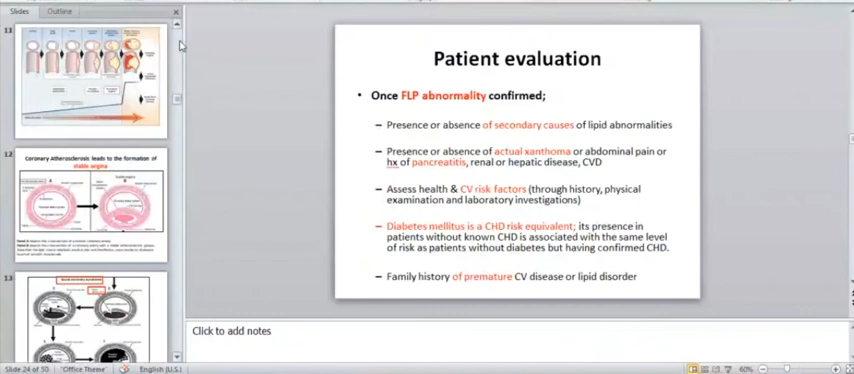 Slides Outline
11
12
Coronary Atherosclerosis leads to the formation of
stable angina
13
Patient evaluation
• Once FLP abnormality confirmed;
– Presence or absence of secondary causes of lipid abnormalities
– Presence or absence of actual xanthoma or abdominal pain or
hx of pancreatitis, renal or hepatic disease, CVD
– Assess health & CV risk factors (through history, physical
examination and laboratory investigations)
– Diabetes mellitus is a CHD risk equivalent; its presence in
patients without known CHD is associated with the same level
of risk as patients without diabetes but having confirmed CHD.
– Family history of premature CV disease or lipid disorder
Click to add notes
Slide 24 of 50 "Office Theme" English (U.S.) 60%